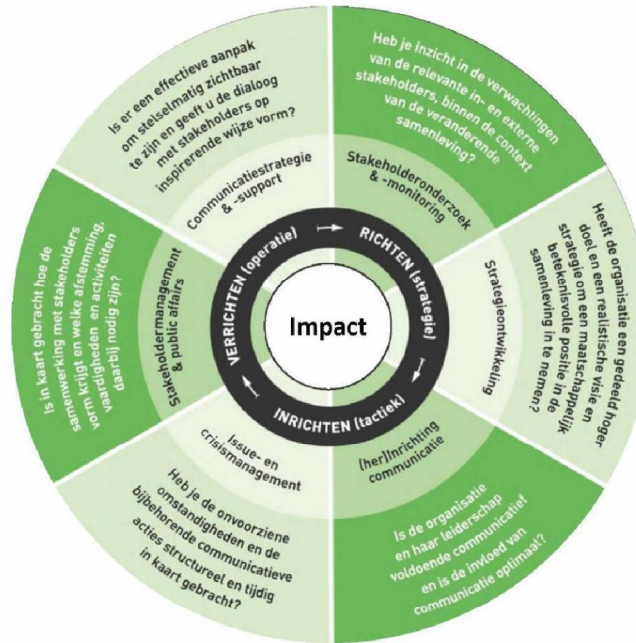 Heb je inzicht in de verwachtingen
van de relevante in- en externe
stakeholders, binnen de context
van de veranderende
samenleving?
Stakeholderonderzoek
& -monitoring
Heeft de organisatie een gedeeld hoger
doel en een realistische visie en
strategie om een maatschappelijk
betekenisvolle positie in de
samenleving in te nemen?
Strategieontwikkeling
Is de organisatie
en haar leiderschap
voldoende communicatief
en is de invloed van
communicatie optimaal?
(her)Inrichting
communicatie
Issue- en
crisismanagement
Heb je de onvoorziene
omstandigheden en de
bijbehorende communicatieve
acties structureel en tijdig
in kaart gebracht?
Is in kaart gebracht hoe de
samenwerking met stakeholders
vorm krijgt en welke afstemming,
vaardigheden en activiteiten
daarbij nodig zijn?
Stakeholdermanagement
& public affairs
Is er een effectieve aanpak
om stelselmatig zichtbaar
te zijn en geeft u de dialoog
met stakeholders op
inspirerende wijze vorm?
Communicatiestrategie
& -support
VERRICHTEN (operatie)
RICHTEN (strategie)
INRICHTEN (tactiek)
Impact